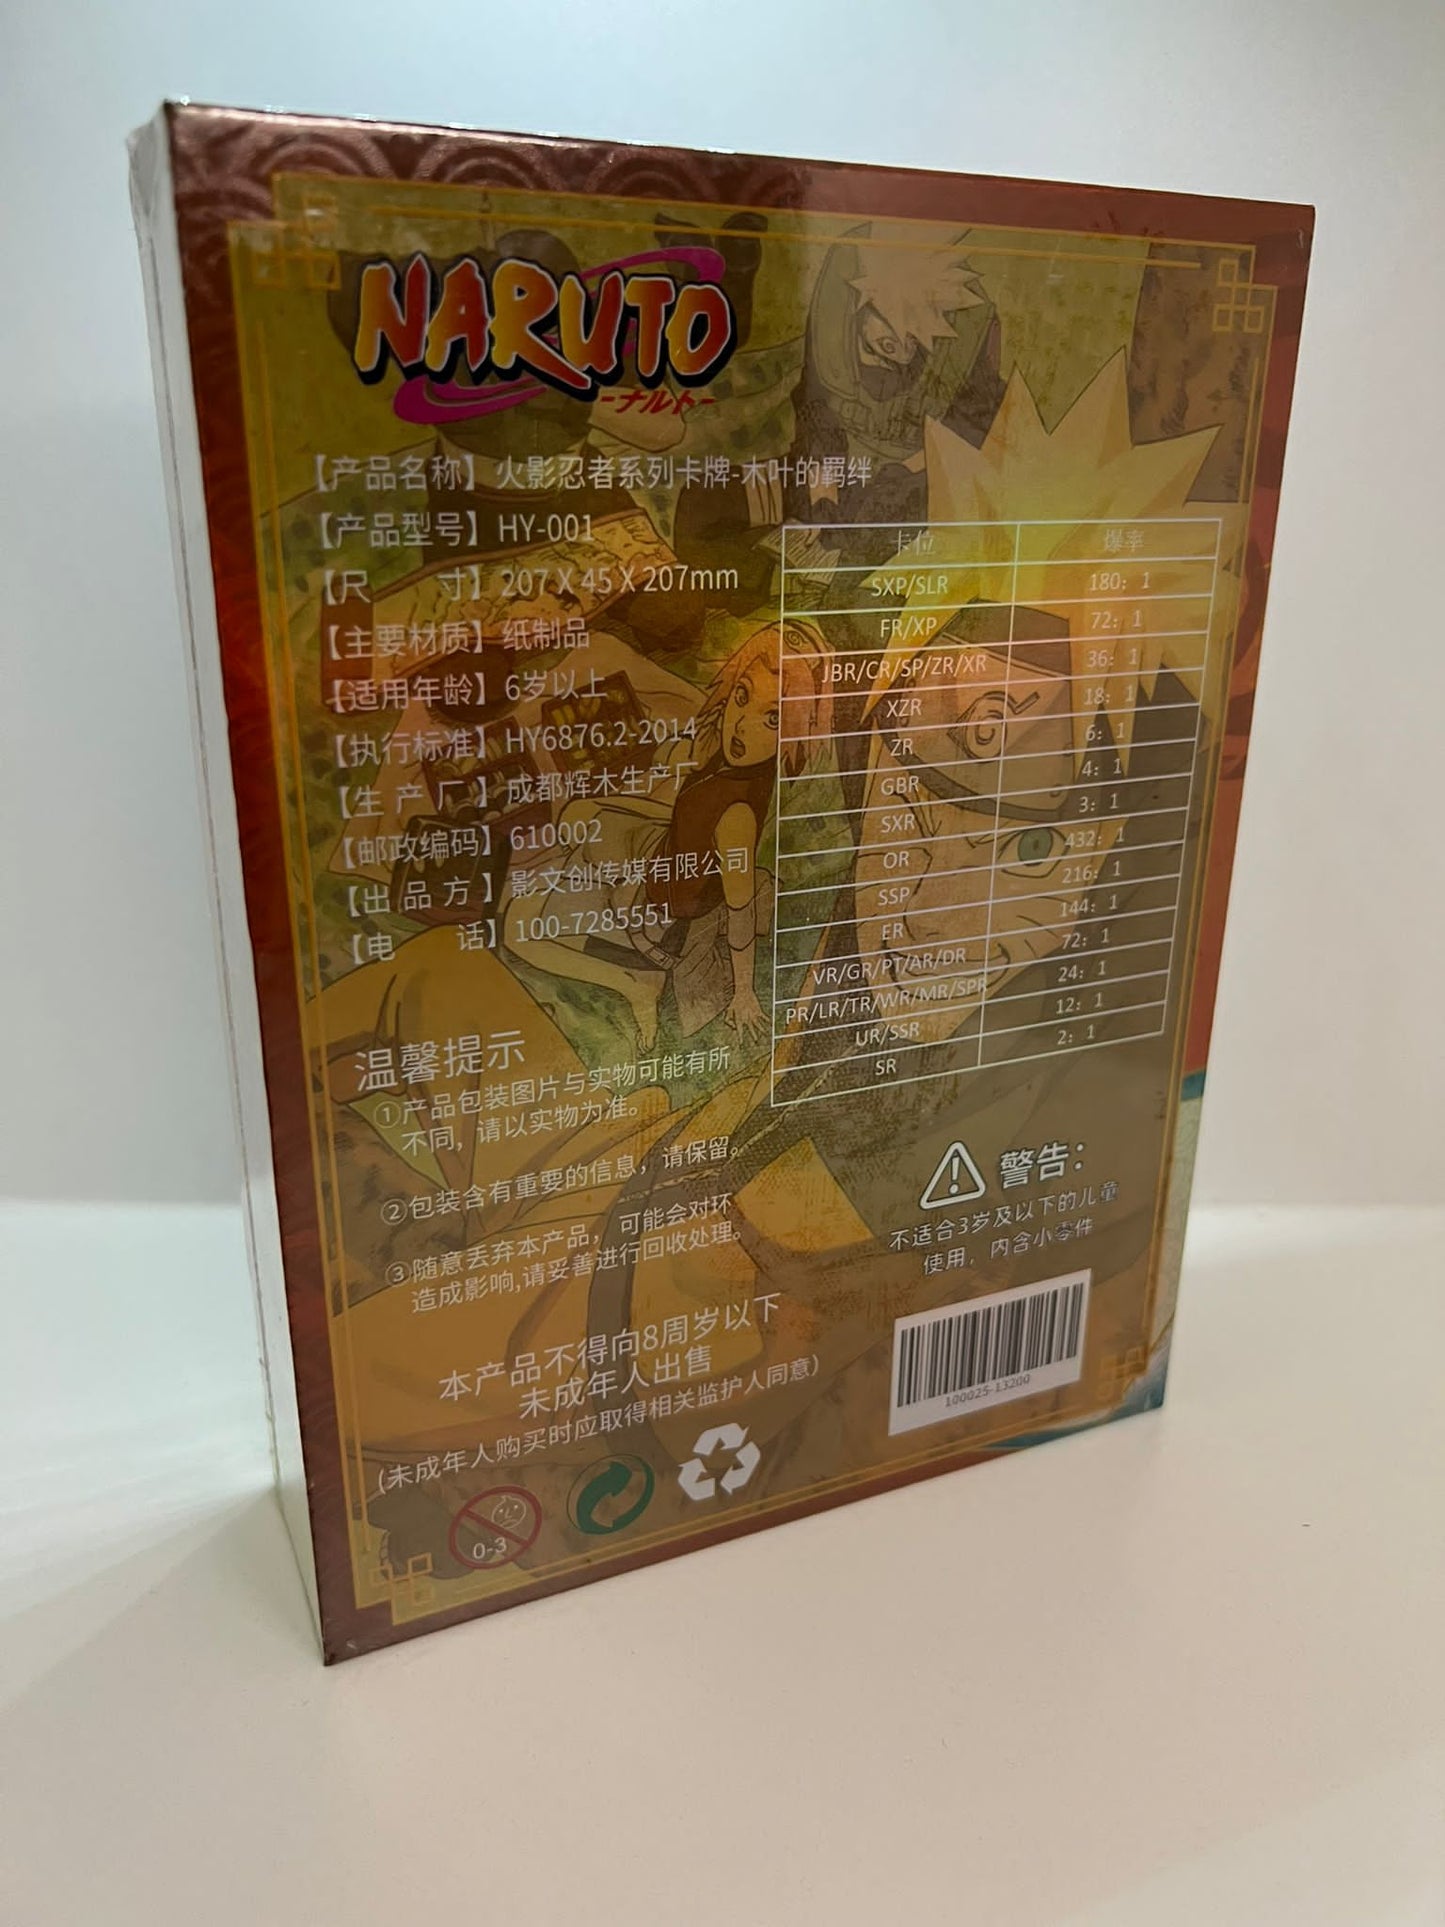 NARUTO
-ナルト-
【产品名称】火影忍者系列卡牌-木叶的羁绊
【产品型号】HY-001
【尺 寸】207 X 45 X 207mm
【主要材质】纸制品
【适用年龄】6岁以上
【执行标准】HY6876.2-2014
【生 产 厂】成都辉木生产厂
【邮政编码】610002
【出 品 方】影文创传媒有限公司
【电 话】100-7285551
卡位 爆率
SXP/SLR 180: 1
FR/XP 72: 1
JBR/CR/SP/ZR/XR 36: 1
XZR 18: 1
ZR 6: 1
GBR 4: 1
SXR 3: 1
OR 432: 1
SSP 216: 1
ER 144: 1
VR/GR/PT/AR/DR 72: 1
PR/LR/TR/WR/MR/SPR 24: 1
UR/SSR 12: 1
SR 2: 1
温馨提示
①产品包装图片与实物可能有所
不同，请以实物为准。
②包装含有重要的信息，请保留。
③随意丢弃本产品，可能会对环
造成影响,请妥善进行回收处理。
本产品不得向8周岁以下
未成年人出售
(未成年人购买时应取得相关监护人同意)
警告：
不适合3岁及以下的儿童
使用，内含小零件
100025-13200
0-3